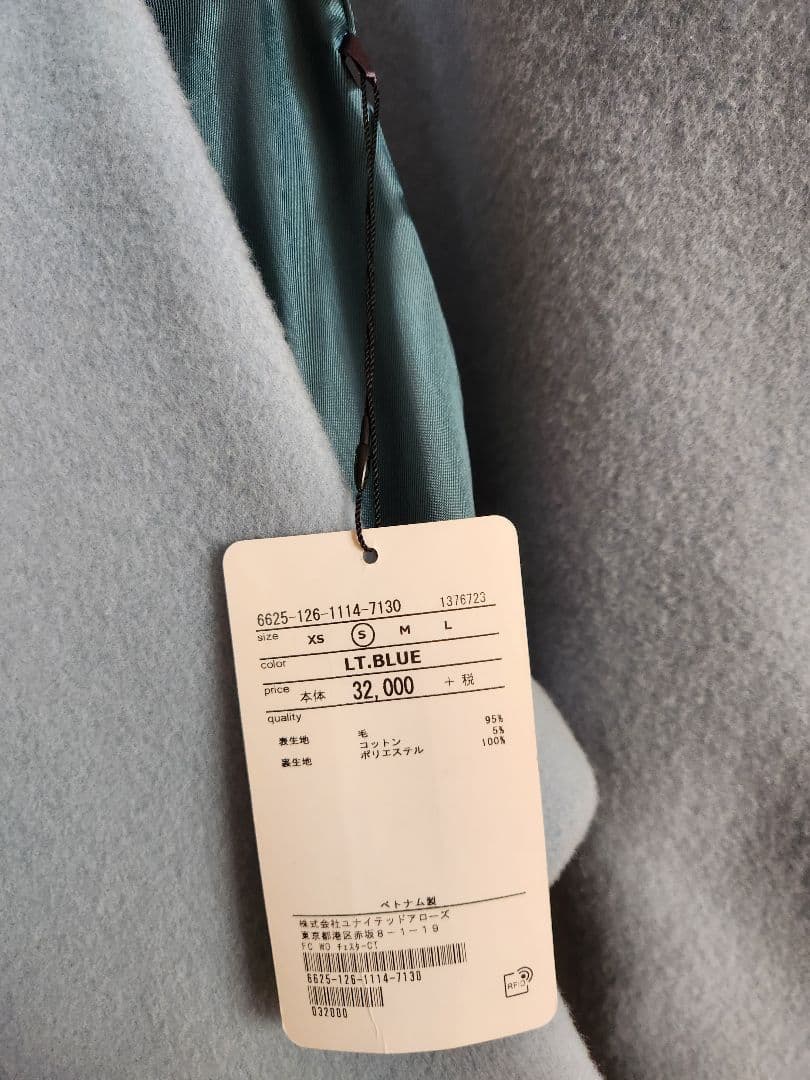 6625-126-1114-7130 1376723
size XS S M L
color LT.BLUE
price 本体 32,000 + 税
quality
表生地 毛 95%
コットン 5%
裏生地 ポリエステル 100%
ベトナム製
株式会社ユナイテッドアローズ
東京都港区赤坂8-1-19
FC WO チェスターCT
6625-126-1114-7130
032000
RFID